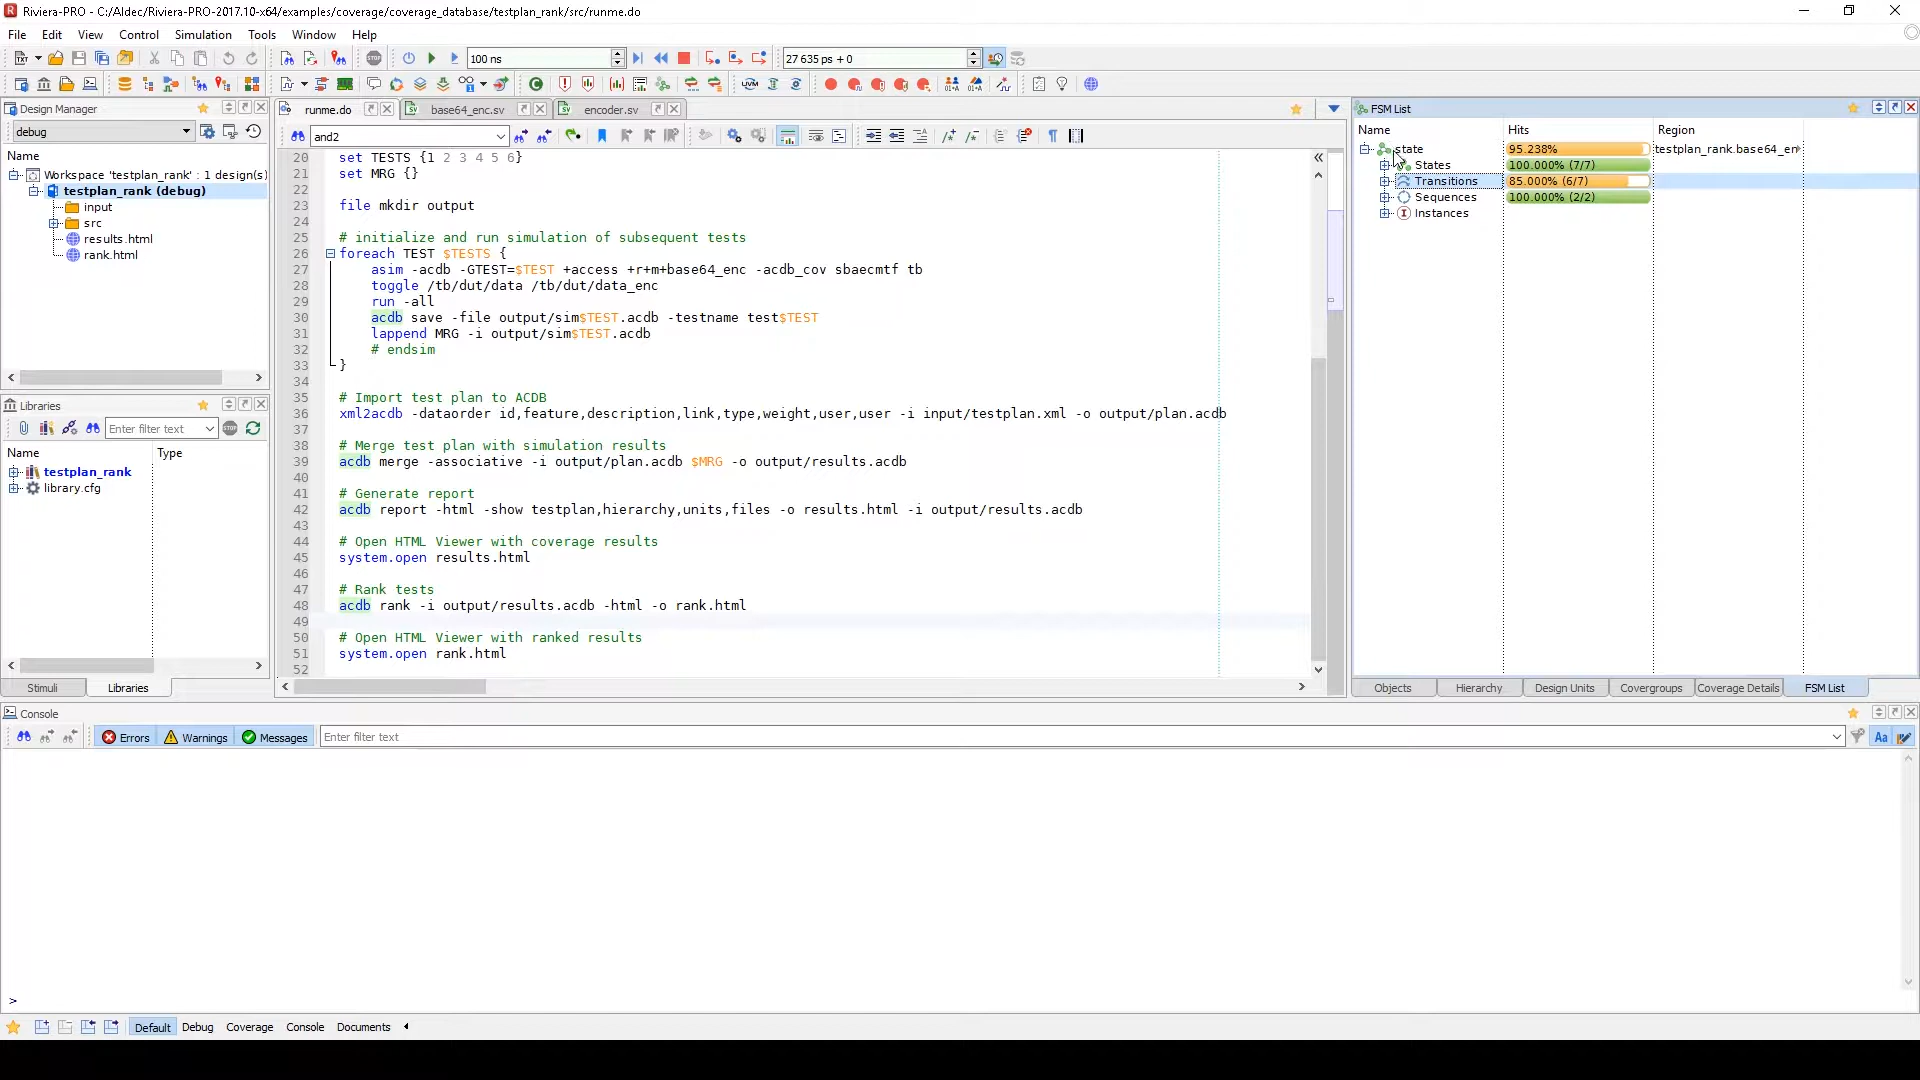 Riviera-PRO - C:/Aldec/Riviera-PRO-2017.10-x64/examples/coverage/coverage_database/testplan_rank/src/runme.do
File Edit View Control Simulation Tools Window Help
100 ns
27 635 ps + 0
Design Manager
debug
Name
Workspace 'testplan_rank' : 1 design(s)
testplan_rank (debug)
input
src
results.html
rank.html
Libraries
Enter filter text
Name Type
testplan_rank
library.cfg
Stimuli Libraries
runme.do base64_enc.sv encoder.sv
and2
20 set TESTS {1 2 3 4 5 6}
21 set MRG {}
22
23 file mkdir output
24
25 # initialize and run simulation of subsequent tests
26 foreach TEST $TESTS {
27 asim -acdb -GTEST=$TEST +access +r+m+base64_enc -acdb_cov sbaecmtf tb
28 toggle /tb/dut/data /tb/dut/data_enc
29 run -all
30 acdb save -file output/sim$TEST.acdb -testname test$TEST
31 lappend MRG -i output/sim$TEST.acdb
32 # endsim
33 }
34
35 # Import test plan to ACDB
36 xml2acdb -dataorder id,feature,description,link,type,weight,user,user -i input/testplan.xml -o output/plan.acdb
37
38 # Merge test plan with simulation results
39 acdb merge -associative -i output/plan.acdb $MRG -o output/results.acdb
40
41 # Generate report
42 acdb report -html -show testplan,hierarchy,units,files -o results.html -i output/results.acdb
43
44 # Open HTML Viewer with coverage results
45 system.open results.html
46
47 # Rank tests
48 acdb rank -i output/results.acdb -html -o rank.html
49
50 # Open HTML Viewer with ranked results
51 system.open rank.html
52
FSM List
Name Hits Region
state 95.238% testplan_rank.base64_en
States 100.000% (7/7)
Transitions 85.000% (6/7)
Sequences 100.000% (2/2)
Instances
Objects Hierarchy Design Units Covergroups Coverage Details FSM List
Console
Errors Warnings Messages Enter filter text
>
Default Debug Coverage Console Documents